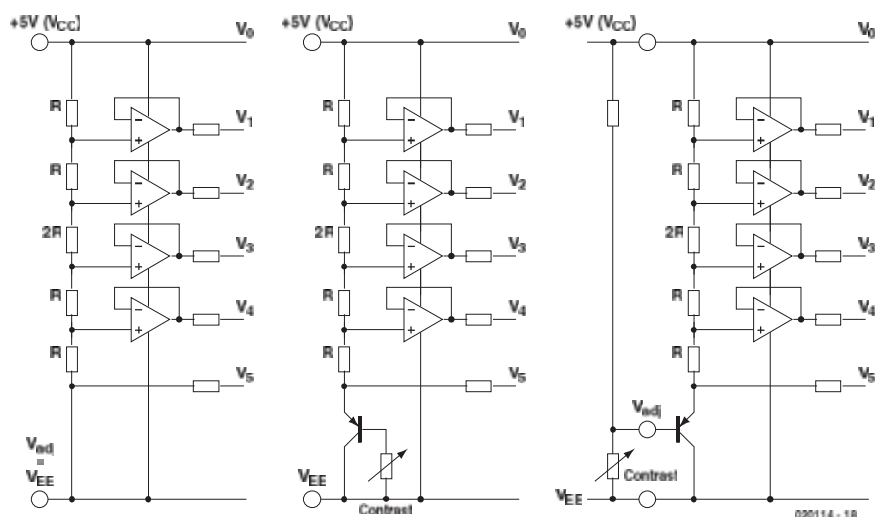 +5V (VCC)
V0
R
V1
R
V2
2R
V3
R
V4
R
V5
Vadj
=
VEE
+5V (VCC)
V0
R
V1
R
V2
2R
V3
R
V4
R
V5
VEE
Contrast
+5V (VCC)
V0
R
V1
R
V2
2R
V3
R
V4
R
V5
Vadj
Contrast
VEE
020114 - 18